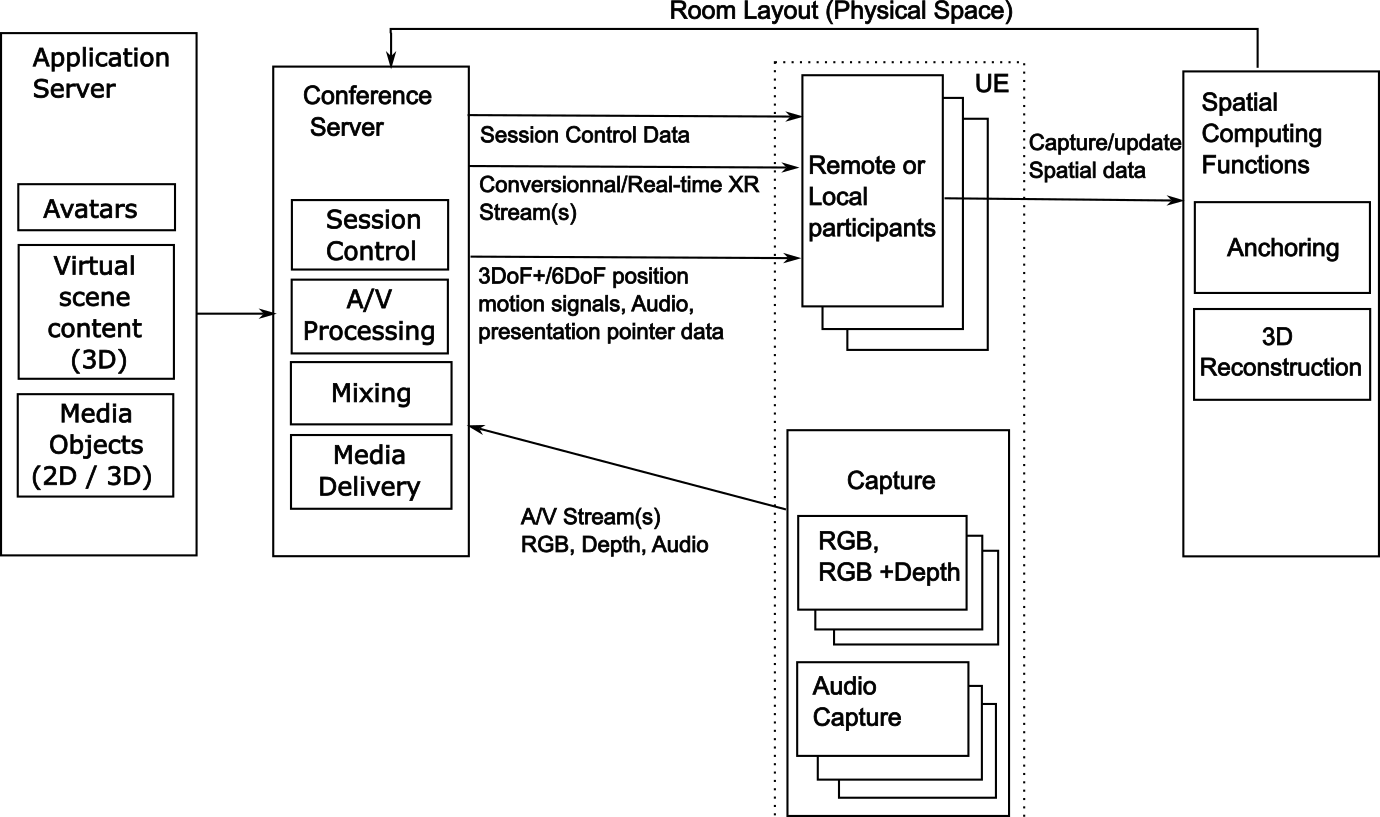 Room Layout (Physical Space)
Application
Server
Avatars
Virtual
scene
content
(3D)
Media
Objects
(2D / 3D)
Conference
Server
Session
Control
A/V
Processing
Mixing
Media
Delivery
Session Control Data
Conversionnal/Real-time XR
Stream(s)
3DoF+/6DoF position
motion signals, Audio,
presentation pointer data
A/V Stream(s)
RGB, Depth, Audio
UE
Remote or
Local
participants
Capture
RGB,
RGB +Depth
Audio
Capture
Capture/update
Spatial data
Spatial
Computing
Functions
Anchoring
3D
Reconstruction